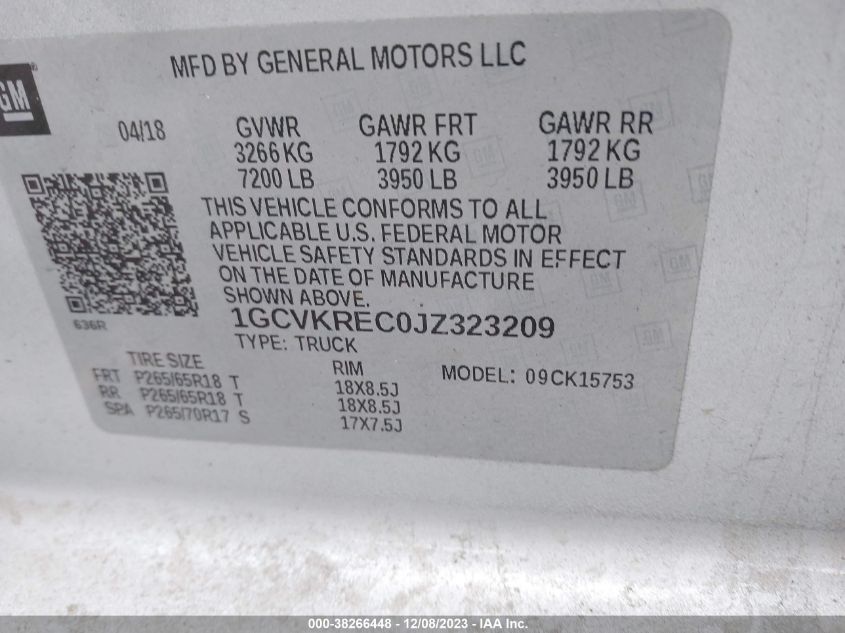 MFD BY GENERAL MOTORS LLC
GM
04/18
GVWR GAWR FRT GAWR RR
3266 KG 1792 KG 1792 KG
7200 LB 3950 LB 3950 LB
THIS VEHICLE CONFORMS TO ALL
APPLICABLE U.S. FEDERAL MOTOR
VEHICLE SAFETY STANDARDS IN EFFECT
ON THE DATE OF MANUFACTURE
SHOWN ABOVE.
636R
1GCVKREC0JZ323209
TYPE: TRUCK
TIRE SIZE RIM MODEL: 09CK15753
FRT P265/65R18 T 18X8.5J
RR P265/65R18 T 18X8.5J
SPA P265/70R17 S 17X7.5J
000-38266448 - 12/08/2023 - IAA Inc.